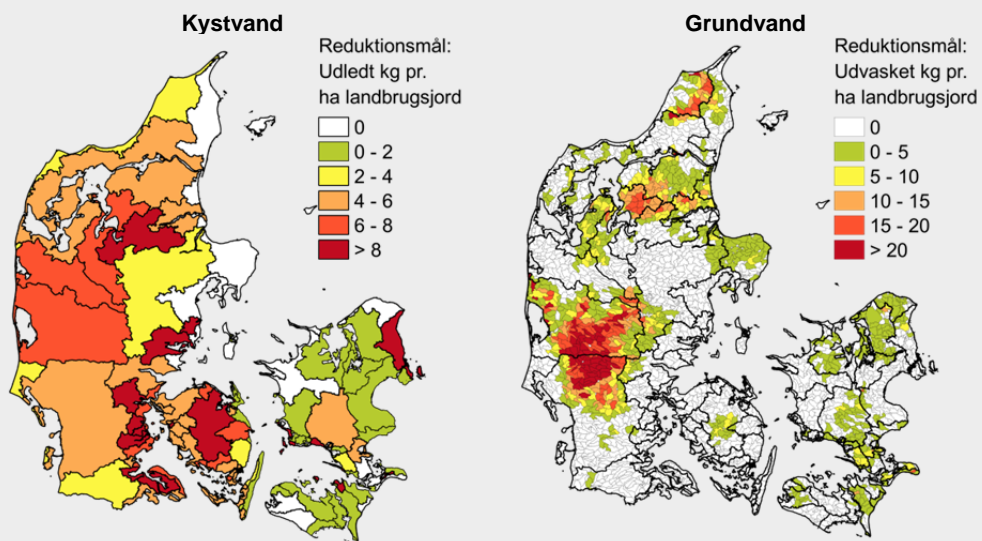 Kystvand
Reduktionsmål:
Udledt kg pr.
ha landbrugsjord
0
0 - 2
2 - 4
4 - 6
6 - 8
> 8
Grundvand
Reduktionsmål:
Udvasket kg pr.
ha landbrugsjord
0
0 - 5
5 - 10
10 - 15
15 - 20
> 20